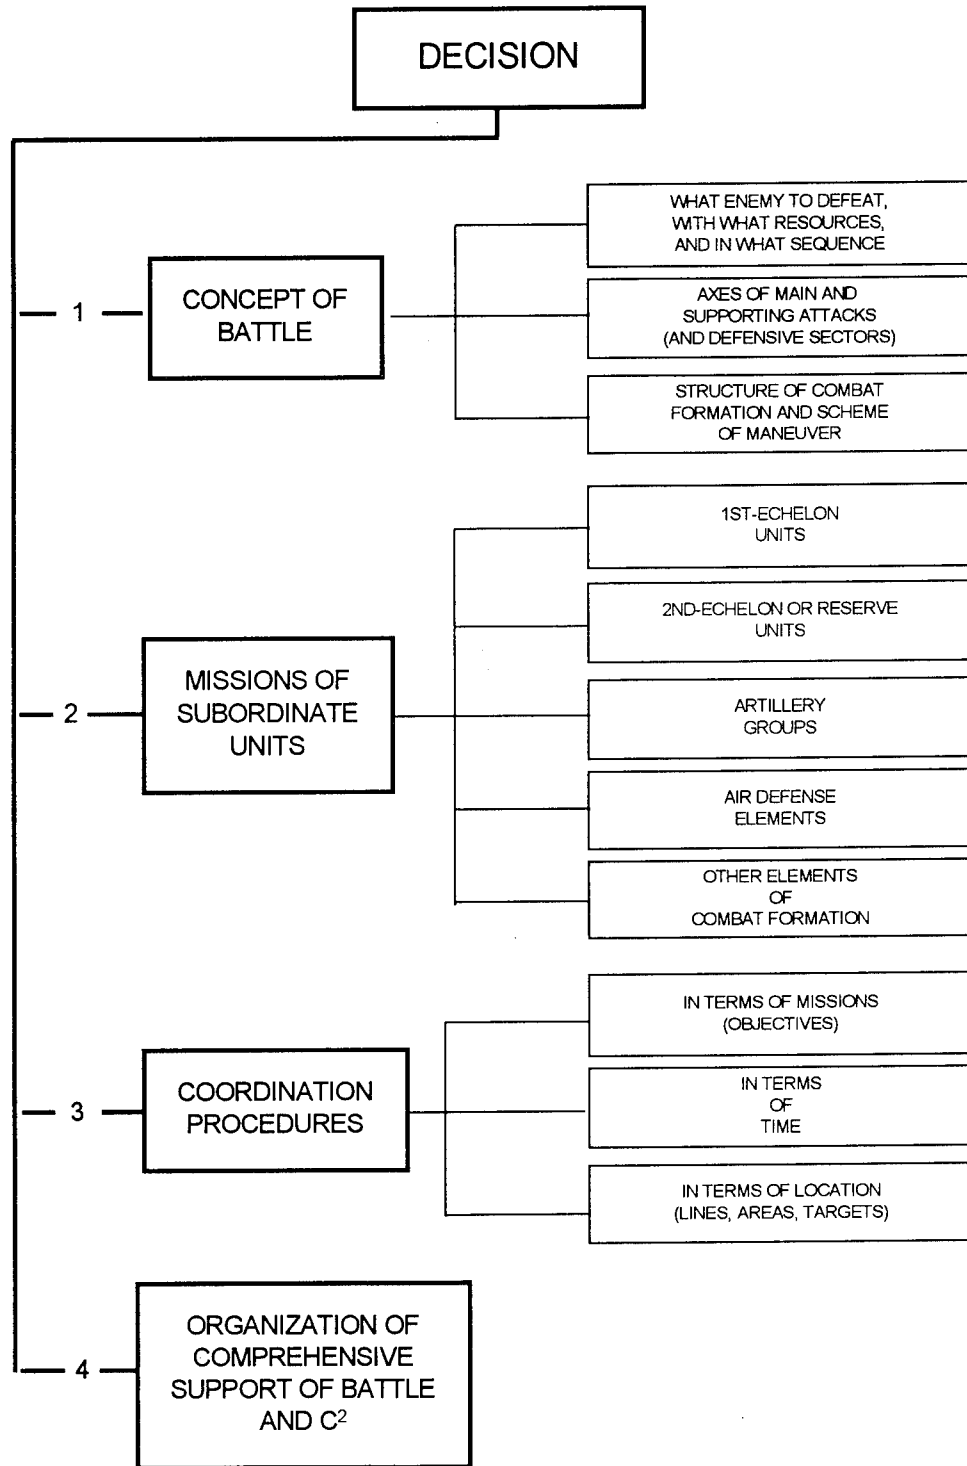 DECISION
1
CONCEPT OF
BATTLE
WHAT ENEMY TO DEFEAT,
WITH WHAT RESOURCES,
AND IN WHAT SEQUENCE
AXES OF MAIN AND
SUPPORTING ATTACKS
(AND DEFENSIVE SECTORS)
STRUCTURE OF COMBAT
FORMATION AND SCHEME
OF MANEUVER
2
MISSIONS OF
SUBORDINATE
UNITS
1ST-ECHELON
UNITS
2ND-ECHELON OR RESERVE
UNITS
ARTILLERY
GROUPS
AIR DEFENSE
ELEMENTS
OTHER ELEMENTS
OF
COMBAT FORMATION
3
COORDINATION
PROCEDURES
IN TERMS OF MISSIONS
(OBJECTIVES)
IN TERMS
OF
TIME
IN TERMS OF LOCATION
(LINES, AREAS, TARGETS)
4
ORGANIZATION OF
COMPREHENSIVE
SUPPORT OF BATTLE
AND C²